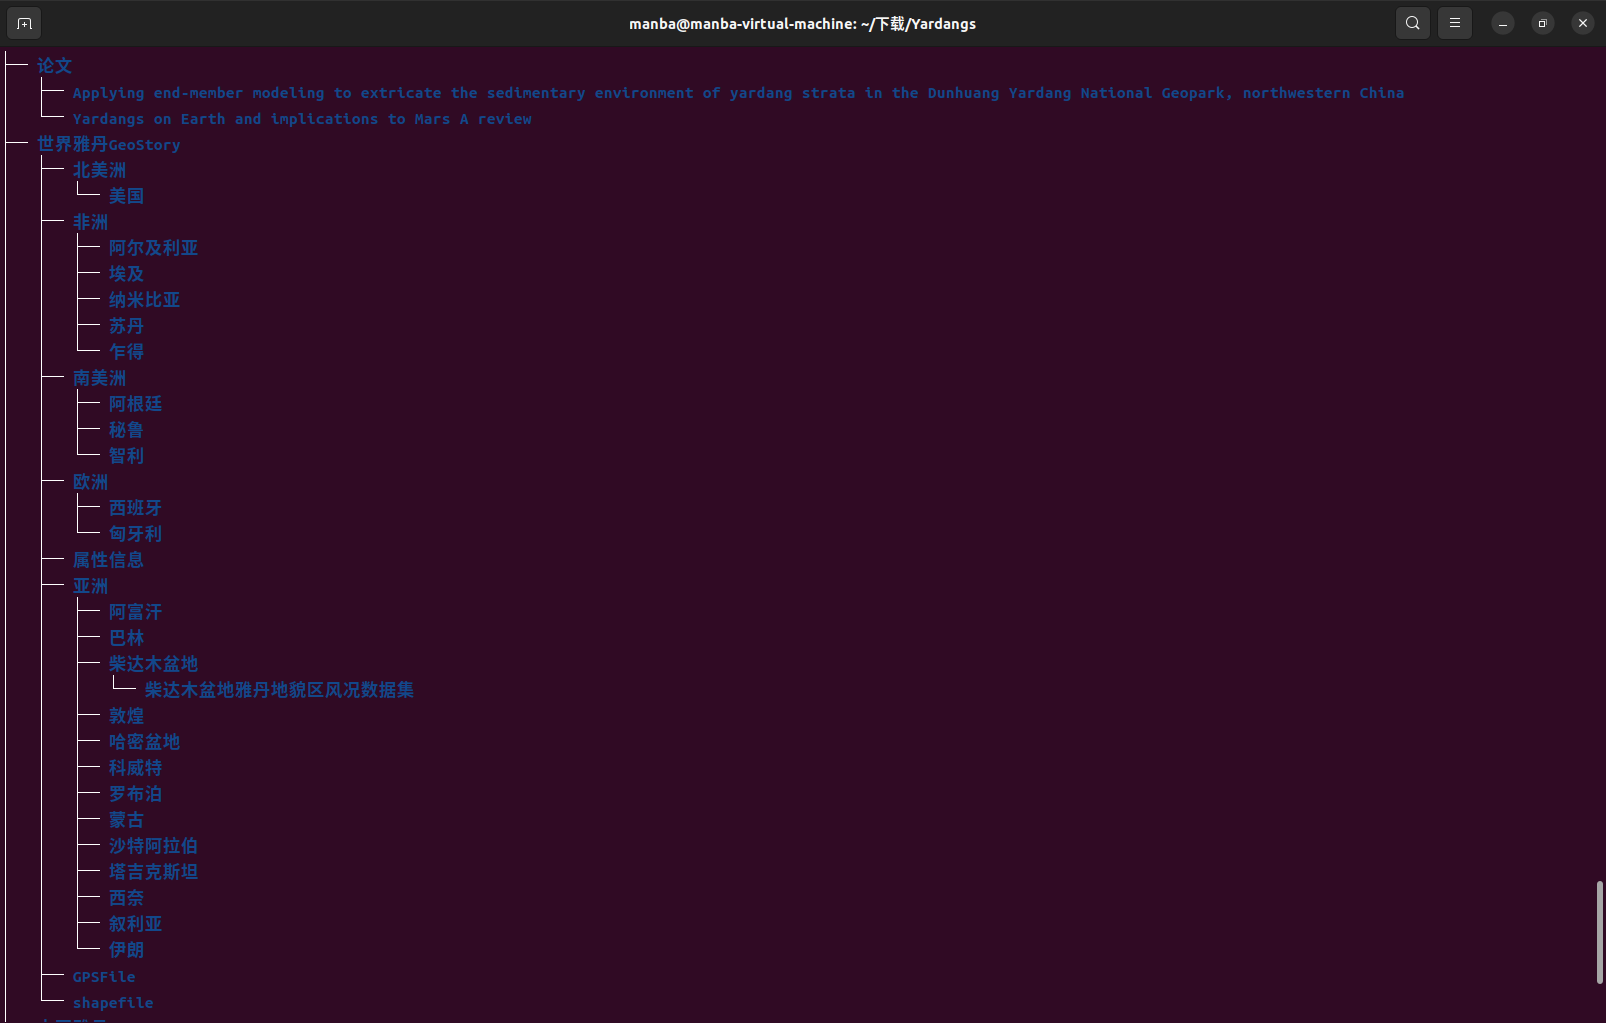 manba@manba-virtual-machine: ~/下载/Yardangs
论文
Applying end-member modeling to extricate the sedimentary environment of yardang strata in the Dunhuang Yardang National Geopark, northwestern China
Yardangs on Earth and implications to Mars A review
世界雅丹GeoStory
北美洲
美国
非洲
阿尔及利亚
埃及
纳米比亚
苏丹
乍得
南美洲
阿根廷
秘鲁
智利
欧洲
西班牙
匈牙利
属性信息
亚洲
阿富汗
巴林
柴达木盆地
柴达木盆地雅丹地貌区风况数据集
敦煌
哈密盆地
科威特
罗布泊
蒙古
沙特阿拉伯
塔吉克斯坦
西奈
叙利亚
伊朗
GPSFile
shapefile